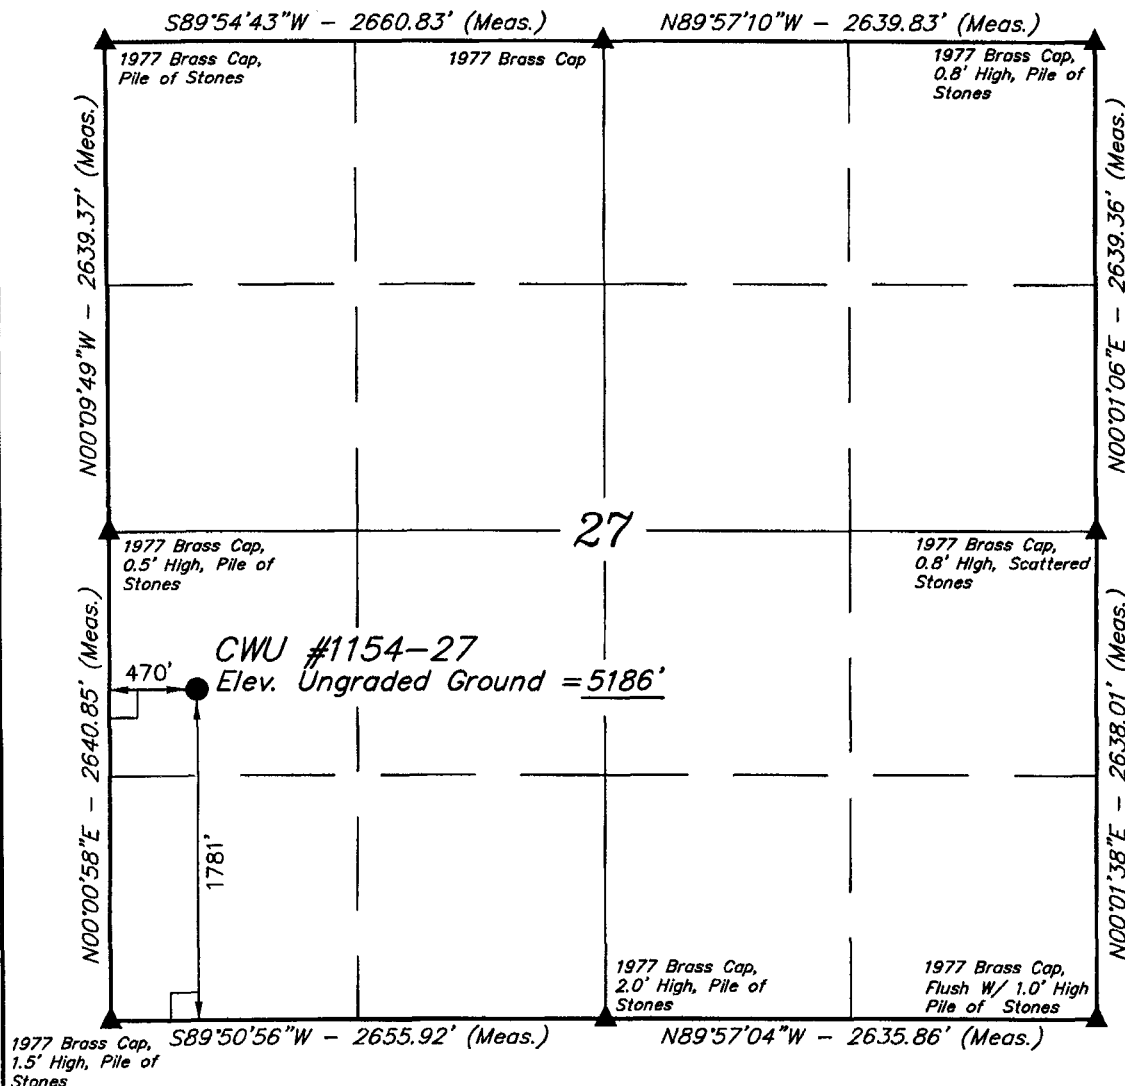 S89°54'43"W - 2660.83' (Meas.)
N89°57'10"W - 2639.83' (Meas.)
1977 Brass Cap,
Pile of Stones
1977 Brass Cap
1977 Brass Cap,
0.8' High, Pile of
Stones
N00°09'49"W - 2639.37' (Meas.)
N00°01'06"E - 2639.36' (Meas.)
27
1977 Brass Cap,
0.5' High, Pile of
Stones
1977 Brass Cap,
0.8' High, Scattered
Stones
CWU #1154-27
Elev. Ungraded Ground = 5186'
470'
1781'
N00°00'58"E - 2640.85' (Meas.)
N00°01'38"E - 2638.01' (Meas.)
1977 Brass Cap,
2.0' High, Pile of
Stones
1977 Brass Cap,
Flush W/ 1.0' High
Pile of Stones
1977 Brass Cap,
1.5' High, Pile of
Stones
S89°50'56"W - 2655.92' (Meas.)
N89°57'04"W - 2635.86' (Meas.)